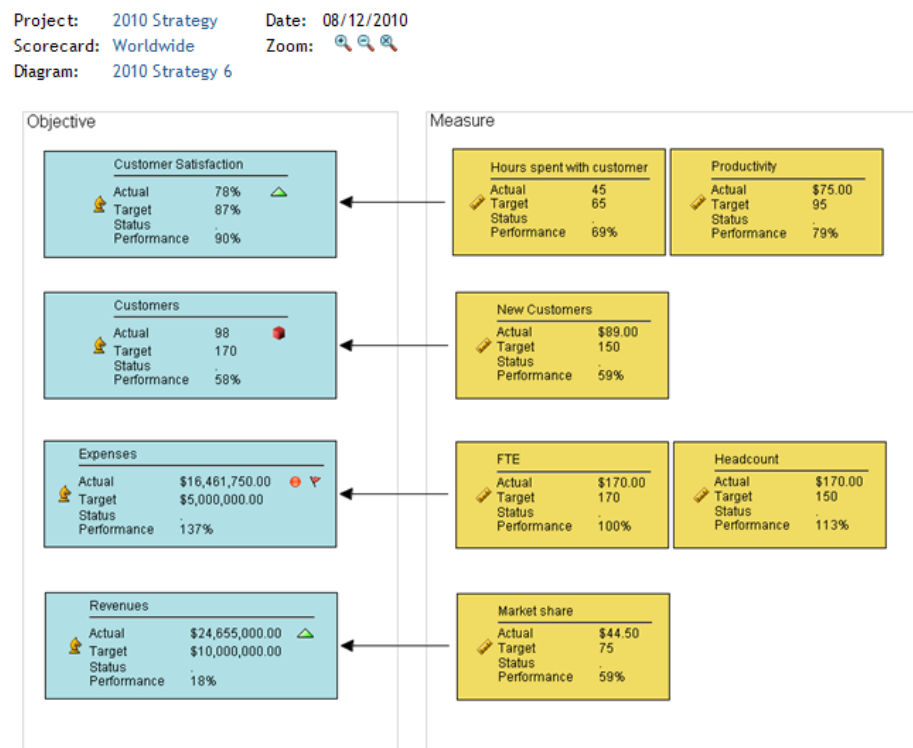 Project: 2010 Strategy Date: 08/12/2010
Scorecard: Worldwide Zoom:
Diagram: 2010 Strategy 6
Objective
Customer Satisfaction
Actual 78%
Target 87%
Status .
Performance 90%
Customers
Actual 98
Target 170
Status .
Performance 58%
Expenses
Actual $16,461,750.00
Target $5,000,000.00
Status .
Performance 137%
Revenues
Actual $24,655,000.00
Target $10,000,000.00
Status .
Performance 18%
Measure
Hours spent with customer
Actual 45
Target 65
Status .
Performance 69%
Productivity
Actual $75.00
Target 95
Status .
Performance 79%
New Customers
Actual $89.00
Target 150
Status .
Performance 59%
FTE
Actual $170.00
Target 170
Status .
Performance 100%
Headcount
Actual $170.00
Target 150
Status .
Performance 113%
Market share
Actual $44.50
Target 75
Status .
Performance 59%